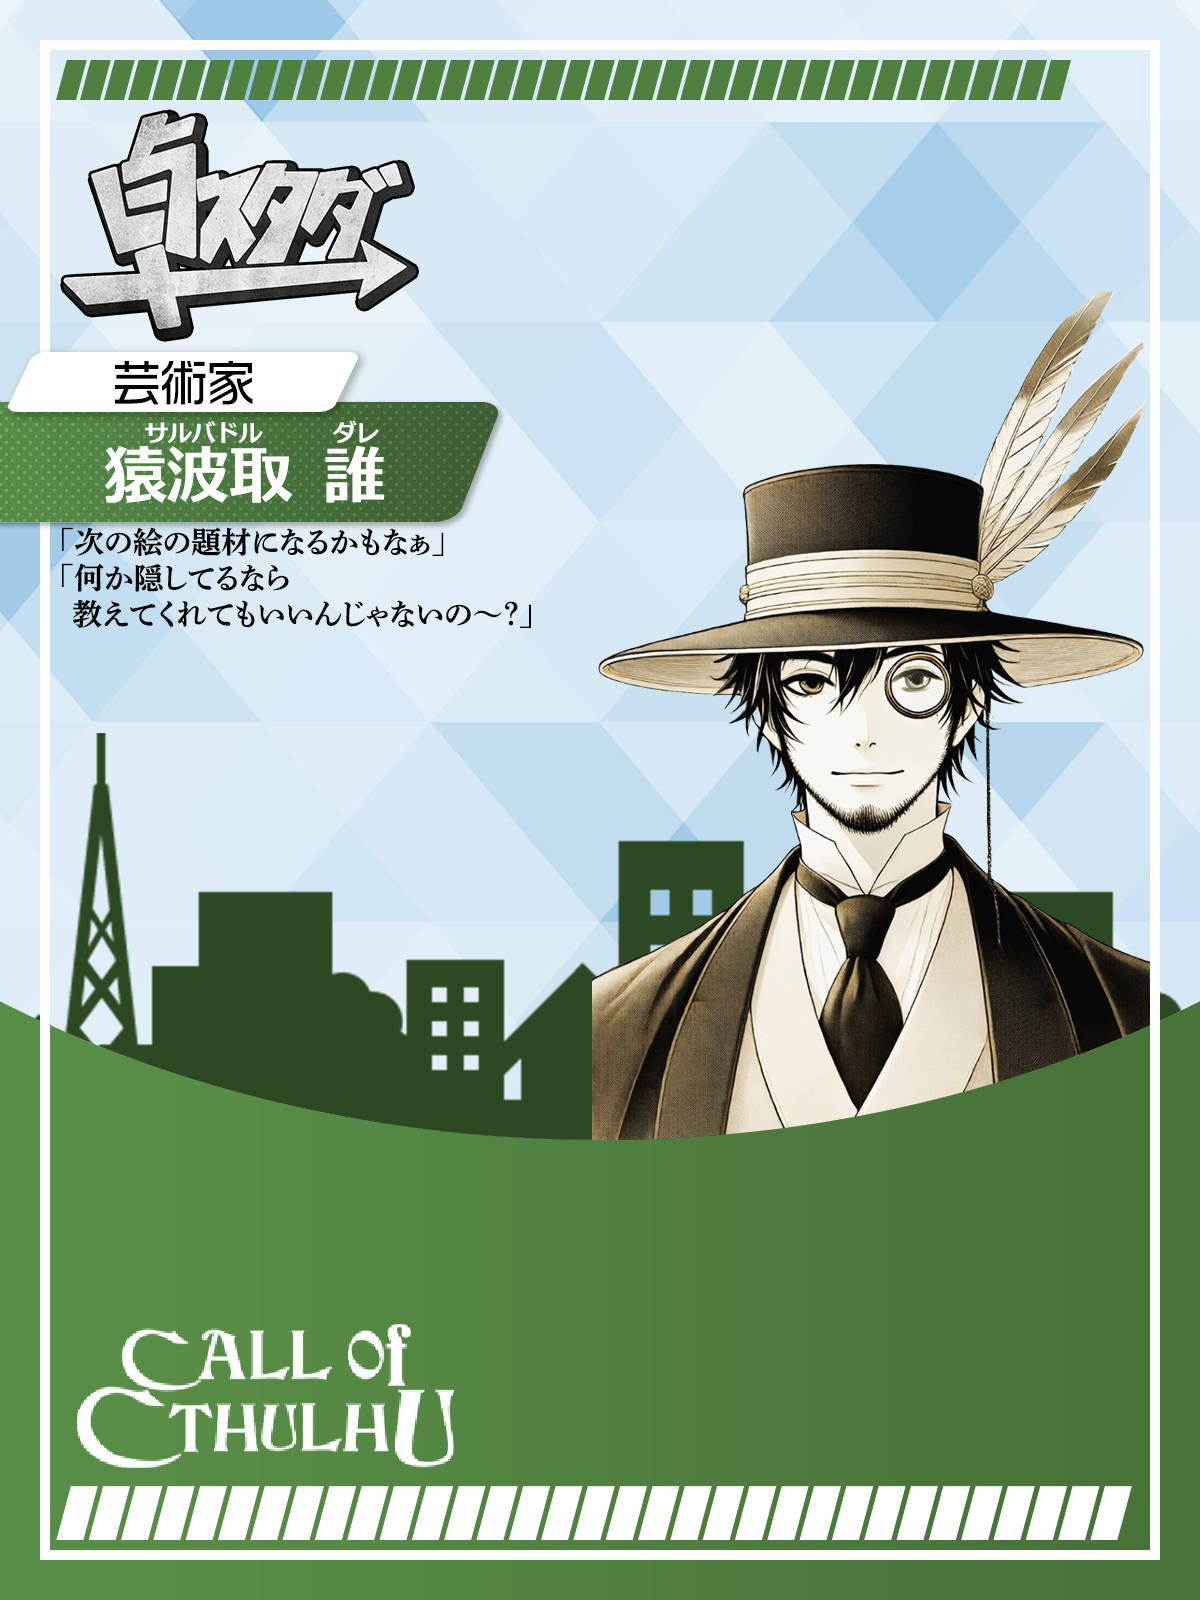 卓スタダ
芸術家
サルバドル ダレ
猿波取 誰
「次の絵の題材になるかもなぁ」
「何か隠してるなら
教えてくれてもいいんじゃないの～?」
CALL Of
CTHULHU